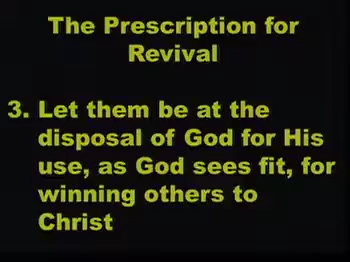 The Prescription for
Revival
3. Let them be at the
disposal of God for His
use, as God sees fit, for
winning others to
Christ